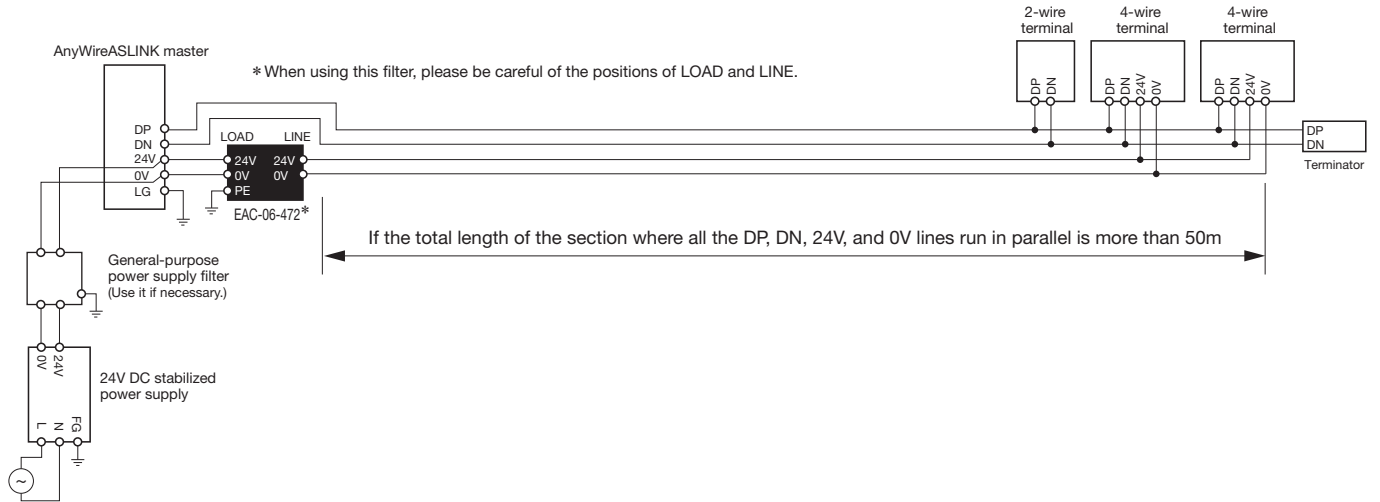 2-wire
terminal
4-wire
terminal
4-wire
terminal
AnyWireASLINK master
* When using this filter, please be careful of the positions of LOAD and LINE.
DP
DN
DP
DN
24V
0V
DP
DN
24V
0V
DP
DN
24V
0V
LG
LOAD
LINE
24V
24V
0V
0V
PE
EAC-06-472*
DP
DN
Terminator
If the total length of the section where all the DP, DN, 24V, and 0V lines run in parallel is more than 50m
General-purpose
power supply filter
(Use it if necessary.)
0V
24V
24V DC stabilized
power supply
L
N
FG
~